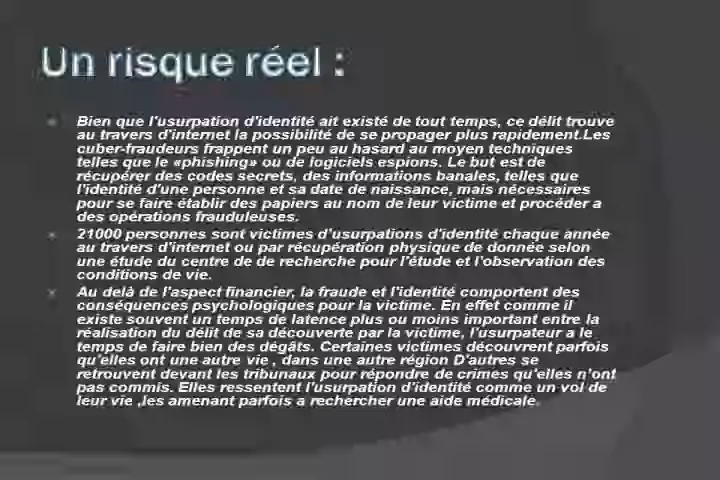 Un risque réel :
Bien que l'usurpation d'identité ait existé de tout temps, ce délit trouve
au travers d'internet la possibilité de se propager plus rapidement.Les
cuber-fraudeurs frappent un peu au hasard au moyen techniques
telles que le «phishing» ou de logiciels espions. Le but est de
récupérer des codes secrets, des informations banales, telles que
l'identité d'une personne et sa date de naissance, mais nécessaires
pour se faire établir des papiers au nom de leur victime et procéder a
des opérations frauduleuses.
21000 personnes sont victimes d'usurpations d'identité chaque année
au travers d'internet ou par récupération physique de donnée selon
une étude du centre de de recherche pour l'étude et l'observation des
conditions de vie.
Au delà de l'aspect financier, la fraude et l'identité comportent des
conséquences psychologiques pour la victime. En effet comme il
existe souvent un temps de latence plus ou moins important entre la
réalisation du délit de sa découverte par la victime, l'usurpateur a le
temps de faire bien des dégâts. Certaines victimes découvrent parfois
qu'elles ont une autre vie , dans une autre région D'autres se
retrouvent devant les tribunaux pour répondre de crimes qu'elles n'ont
pas commis. Elles ressentent l'usurpation d'identité comme un vol de
leur vie ,les amenant parfois a rechercher une aide médicale.